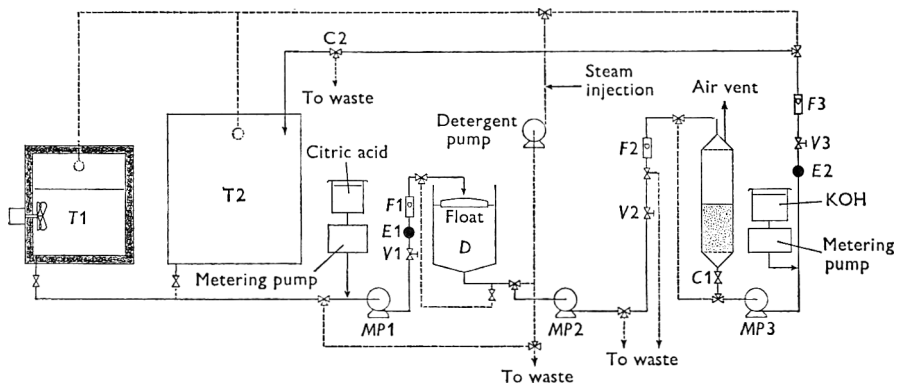 C2
To waste
Steam
injection
Air vent
F3
Detergent
pump
F2
V3
Citric acid
E2
T1
T2
F1
Float
KOH
E1
D
V2
V1
Metering pump
Metering
pump
C1
MP1
MP2
MP3
To waste
To waste